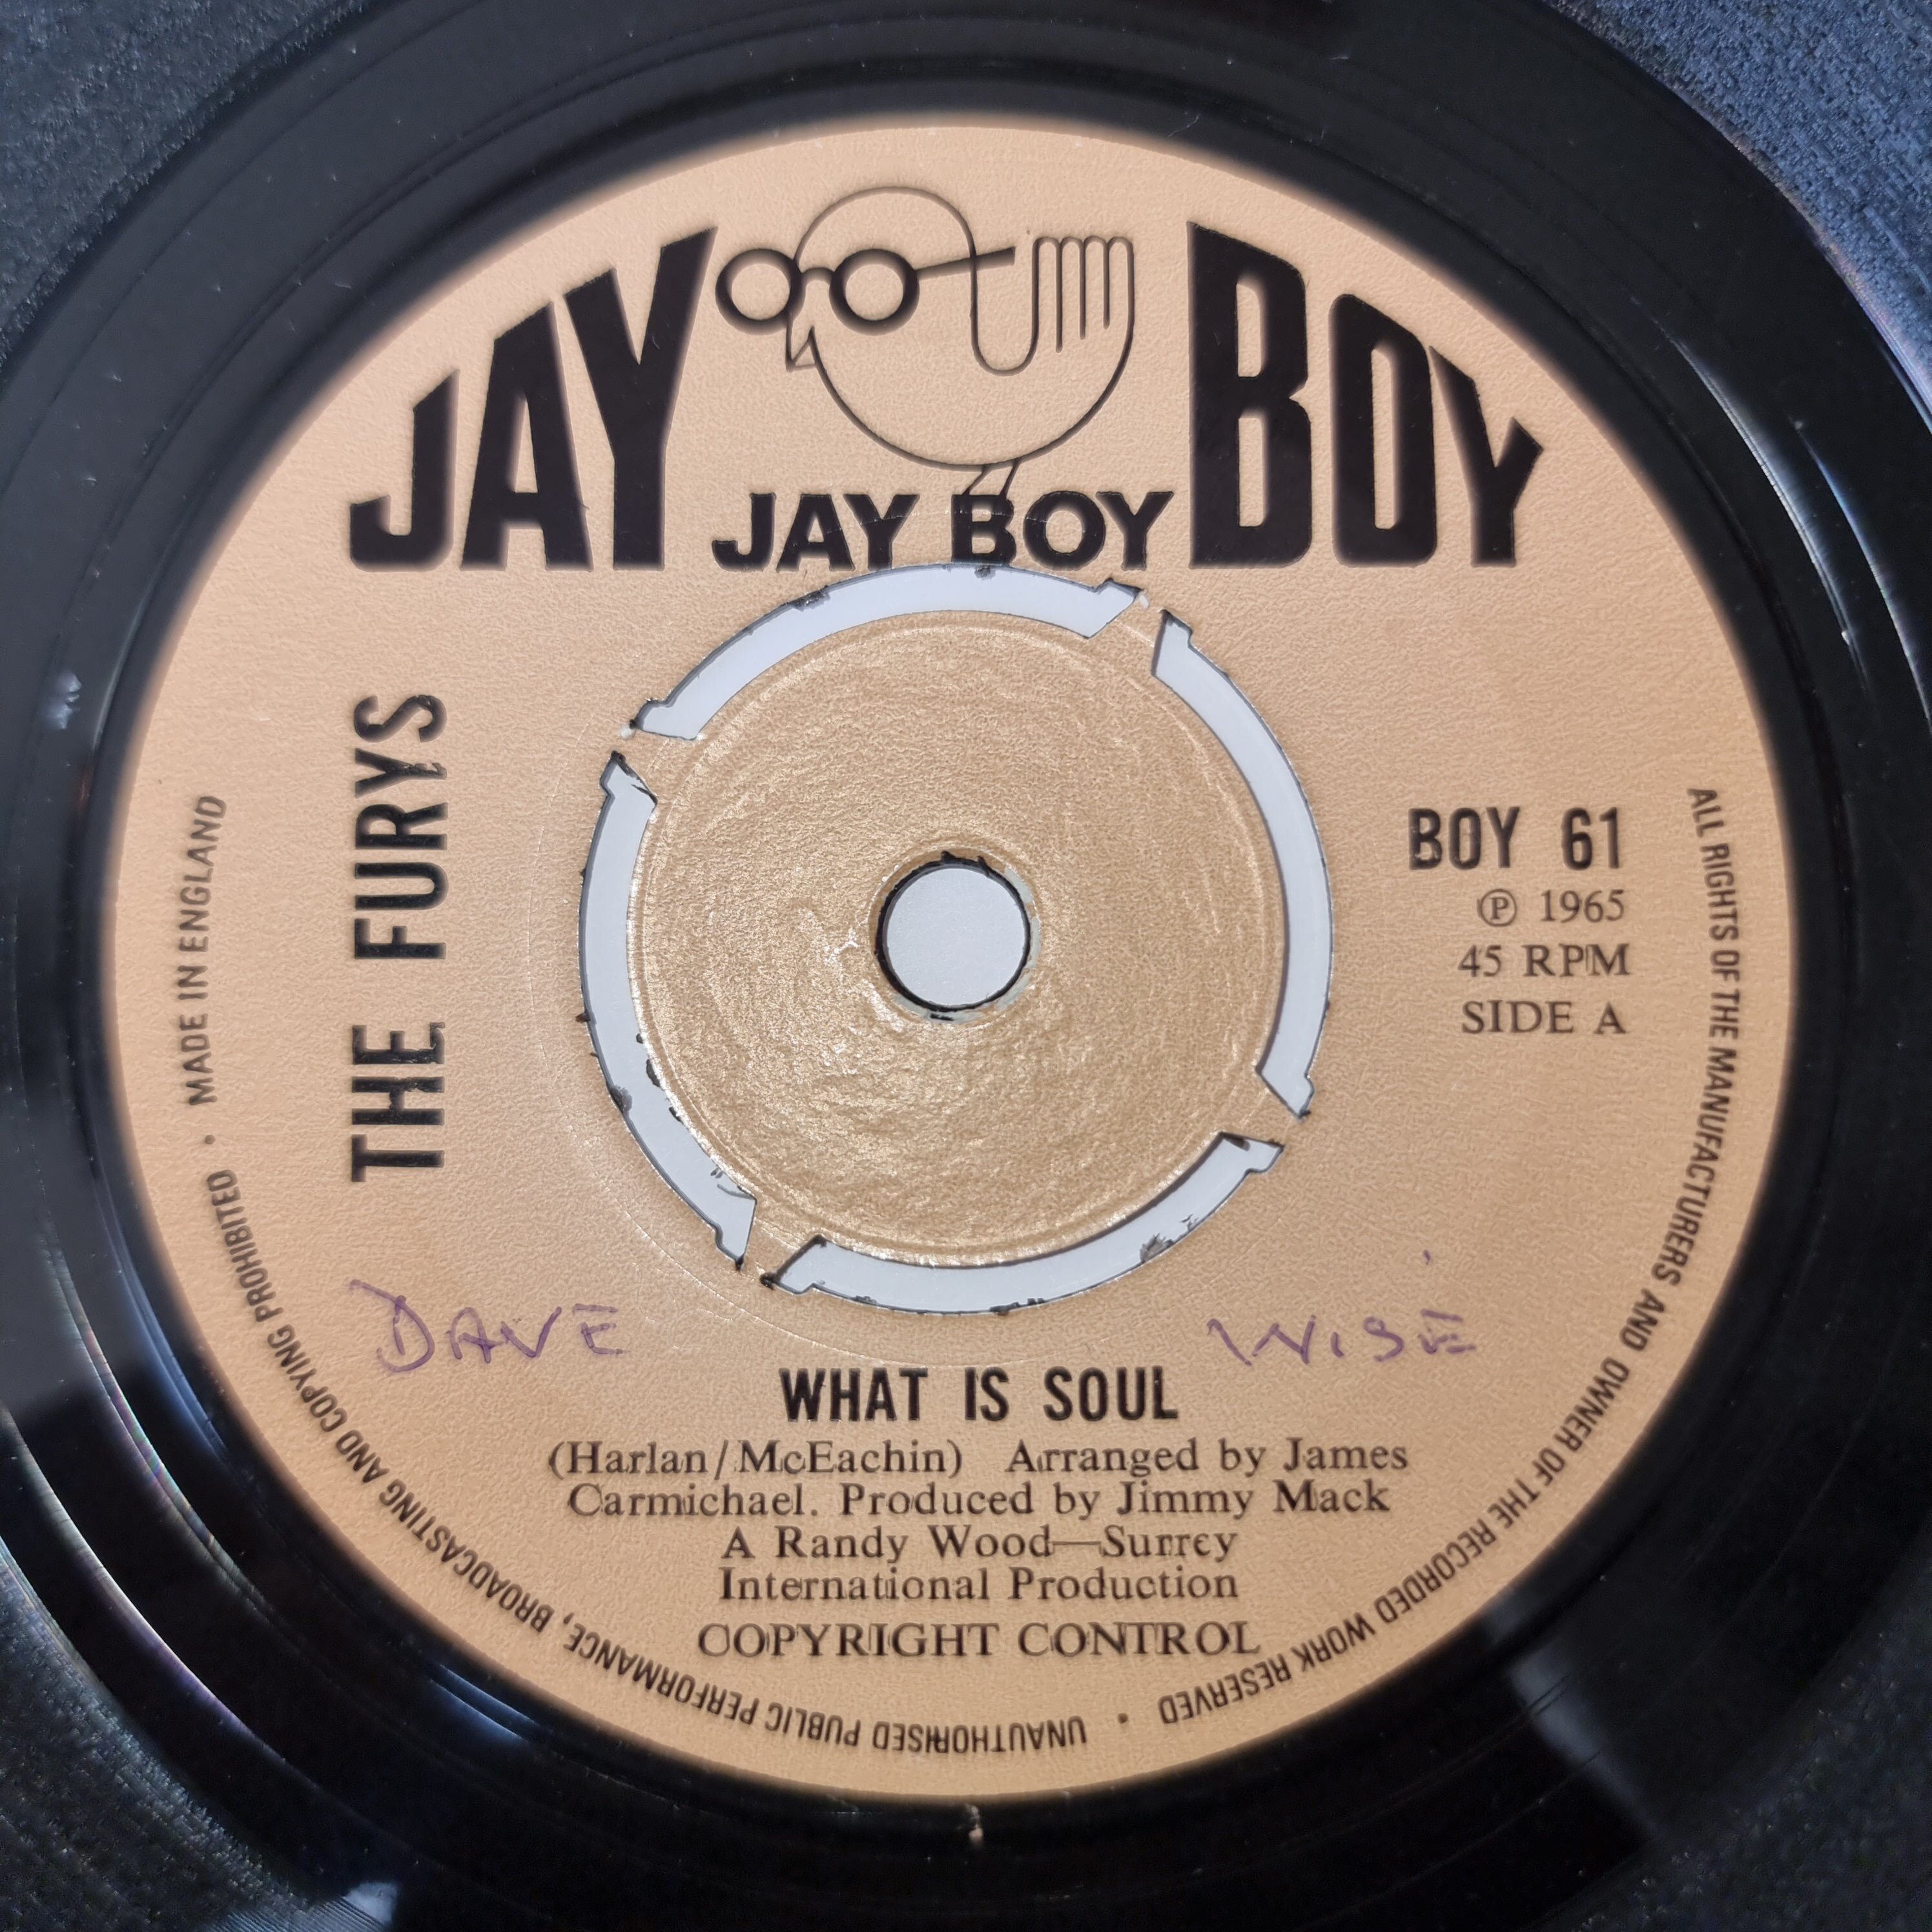 JAY BOY
JAY BOY
THE FURYS
BOY 61
Ⓟ 1965
45 RPM
SIDE A
DAVE WISE
WHAT IS SOUL
(Harlan/McEachin) Arranged by James
Carmichael. Produced by Jimmy Mack
A Randy Wood—Surrey
International Production
COPYRIGHT CONTROL
ALL RIGHTS OF THE MANUFACTURERS AND OWNER OF THE RECORDED WORK RESERVED • UNAUTHORISED PUBLIC PERFORMANCE, BROADCASTING AND COPYING PROHIBITED • MADE IN ENGLAND